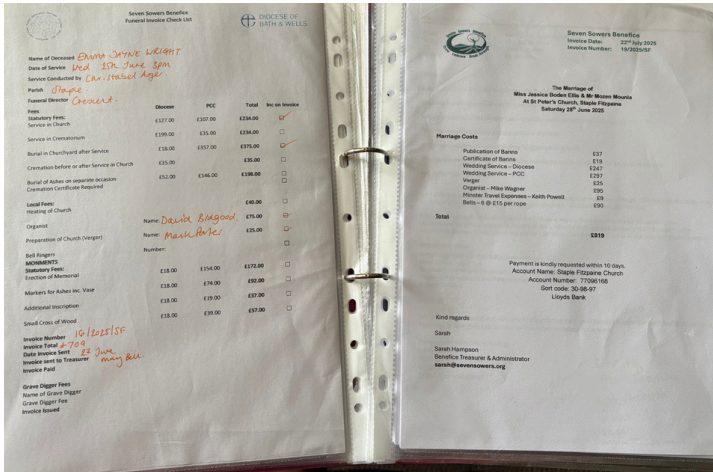 Seven Sowers Benefice
Funeral Invoice Check List
DIOCESE OF
BATH & WELLS
Name of Deceased EMMA JAYNE WRIGHT
Date of Service Wed 25th June 3pm
Service Conducted by Cnr. Isabel
Parish Staple.
Funeral Director Crescent.
Fees Diocese PCC Total Inc on Invoice
Statutory Fees:
Service in Church £127.00 £107.00 £234.00
Service in Crematorium £199.00 £35.00 £234.00
Burial in Churchyard after Service £18.00 £357.00 £375.00
Cremation before or after Service in Church £35.00 £35.00
Burial of Ashes on separate occasion £52.00 £146.00 £198.00
Cremation Certificate Required
Local Fees:
Heating of Church £40.00
Organist Name: David Bidgood £75.00
Preparation of Church (Verger) Name: Mark £25.00
Bell Ringers Number:
MONMENTS
Statutory Fees:
Erection of Memorial £18.00 £154.00 £172.00
Markers for Ashes inc. Vase £18.00 £74.00 £92.00
Additional Inscription £18.00 £19.00 £37.00
Small Cross of Wood £18.00 £39.00 £57.00
Invoice Number 16/2025/SF
Invoice Total £709
Date Invoice Sent 23 June
Invoice sent to Treasurer
Invoice Paid
Grave Digger Fees
Name of Grave Digger
Grave Digger Fee
Invoice Issued
Seven Sowers Benefice
Invoice Date: 22nd July 2025
Invoice Number: 19/2025/SF
The Marriage of
Miss Jessica Boden Ellis & Mr Mozen Mounla
At St Peter's Church, Staple Fitzpaine
Saturday 28th June 2025
Marriage Costs
Publication of Banns £37
Certificate of Banns £19
Wedding Service – Diocese £247
Wedding Service – PCC £297
Verger £25
Organist – Mike Wagner £95
Minster Travel Expenses – Keith Powell £9
Bells – 6 @ £15 per rope £90
Total £819
Payment is kindly requested within 10 days.
Account Name: Staple Fitzpaine Church
Account Number: 77096168
Sort code: 30-98-97
Lloyds Bank
Kind regards
Sarah
Sarah Hampson
Benefice Treasurer & Administrator
sarah@sevensowers.org